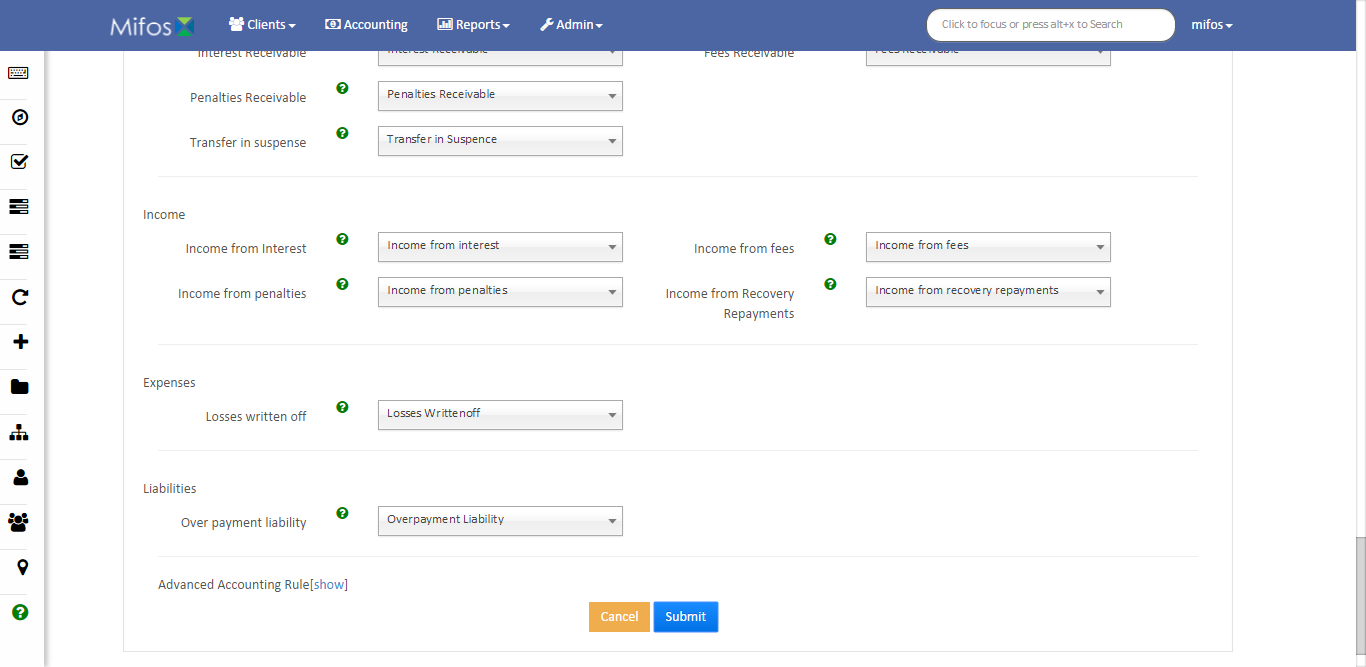 Mifos Clients Accounting Reports Admin Click to focus or press alt+x to Search mifos
Interest Receivable Interest Receivable Fees Receivable Fees Receivable
Penalties Receivable Penalties Receivable
Transfer in suspense Transfer in Suspence
Income
Income from Interest Income from interest Income from fees Income from fees
Income from penalties Income from penalties Income from Recovery Income from recovery repayments
Repayments
Expenses
Losses written off Losses Writtenoff
Liabilities
Over payment liability Overpayment Liability
Advanced Accounting Rule[show]
Cancel Submit